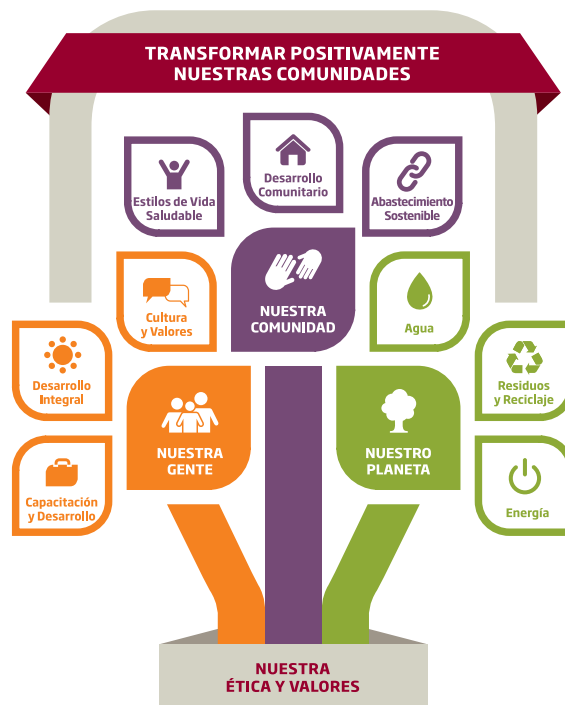 TRANSFORMAR POSITIVAMENTE
NUESTRAS COMUNIDADES
Estilos de Vida
Saludable
Desarrollo
Comunitario
Abastecimiento
Sostenible
Cultura
y Valores
NUESTRA
COMUNIDAD
Agua
Desarrollo
Integral
Residuos
y Reciclaje
NUESTRA
GENTE
NUESTRO
PLANETA
Capacitación
y Desarrollo
Energía
NUESTRA
ÉTICA Y VALORES